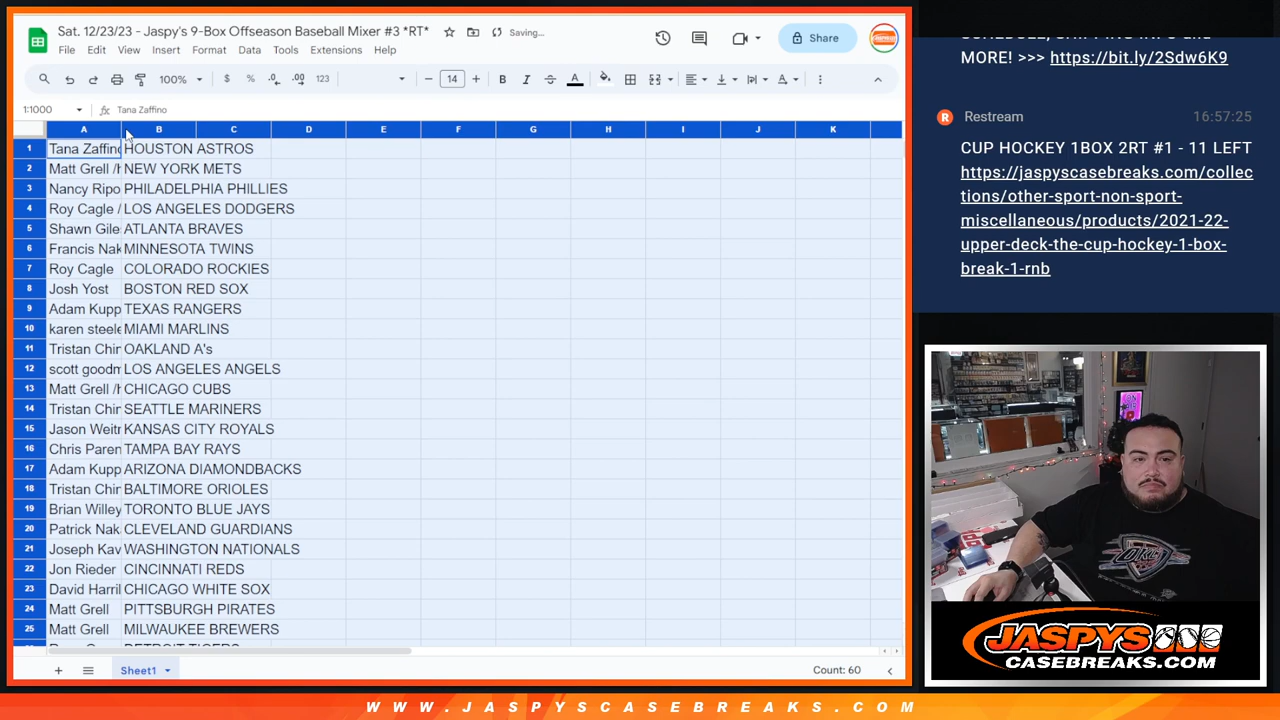 Sat. 12/23/23 - Jaspy's 9-Box Offseason Baseball Mixer #3 *RT*
Saving...
File Edit View Insert Format Data Tools Extensions Help
Share
100% $ % .0 .00 123 14 B I A
1:1000 fx Tana Zaffino
A B C D E F G H I J K
1 Tana Zaffino HOUSTON ASTROS
2 Matt Grell / NEW YORK METS
3 Nancy Ripo PHILADELPHIA PHILLIES
4 Roy Cagle / LOS ANGELES DODGERS
5 Shawn Gile ATLANTA BRAVES
6 Francis Nak MINNESOTA TWINS
7 Roy Cagle COLORADO ROCKIES
8 Josh Yost BOSTON RED SOX
9 Adam Kupp TEXAS RANGERS
10 karen steele MIAMI MARLINS
11 Tristan Chin OAKLAND A's
12 scott goodm LOS ANGELES ANGELS
13 Matt Grell / CHICAGO CUBS
14 Tristan Chin SEATTLE MARINERS
15 Jason Weitr KANSAS CITY ROYALS
16 Chris Paren TAMPA BAY RAYS
17 Adam Kupp ARIZONA DIAMONDBACKS
18 Tristan Chin BALTIMORE ORIOLES
19 Brian Willey TORONTO BLUE JAYS
20 Patrick Nak CLEVELAND GUARDIANS
21 Joseph Kav WASHINGTON NATIONALS
22 Jon Rieder CINCINNATI REDS
23 David Harril CHICAGO WHITE SOX
24 Matt Grell PITTSBURGH PIRATES
25 Matt Grell MILWAUKEE BREWERS
DETROIT TIGERS
Sheet1
Count: 60
MORE! >>> https://bit.ly/2Sdw6K9
Restream 16:57:25
CUP HOCKEY 1BOX 2RT #1 - 11 LEFT
https://jaspyscasebreaks.com/collec
tions/other-sport-non-sport-
miscellaneous/products/2021-22-
upper-deck-the-cup-hockey-1-box-
break-1-rnb
OKC
JASPYS
CASEBREAKS.COM
WWW.JASPYSCASEBREAKS.COM